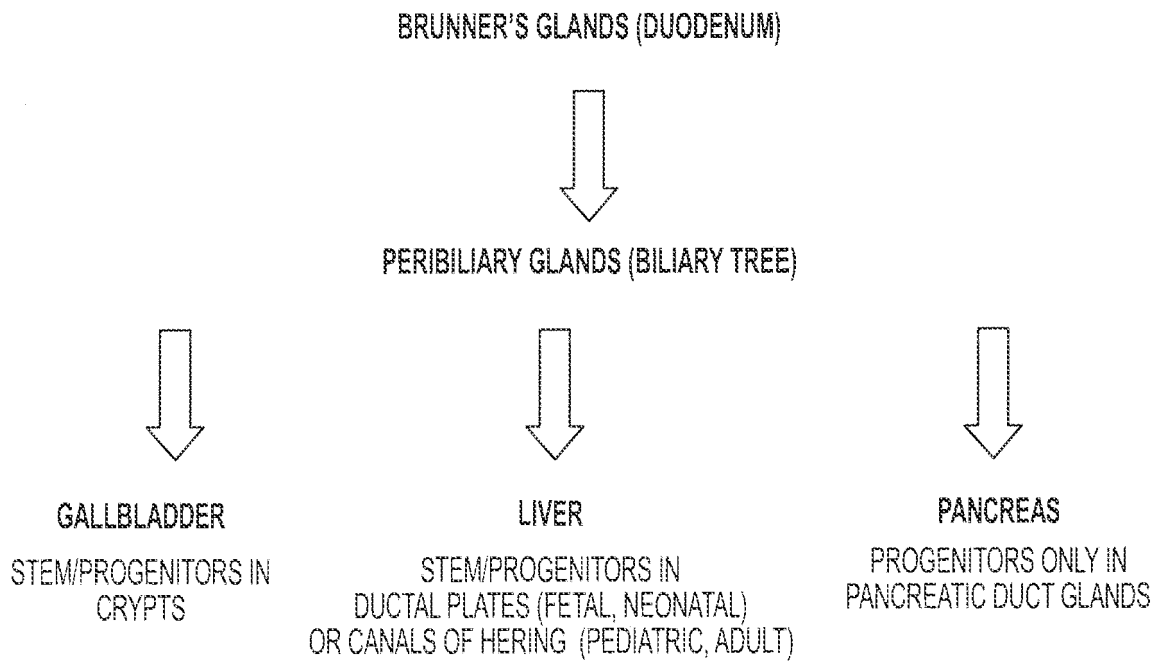 BRUNNER'S GLANDS (DUODENUM)
PERIBILIARY GLANDS (BILIARY TREE)
GALLBLADDER
STEM/PROGENITORS IN
CRYPTS
LIVER
STEM/PROGENITORS IN
DUCTAL PLATES (FETAL, NEONATAL)
OR CANALS OF HERING (PEDIATRIC, ADULT)
PANCREAS
PROGENITORS ONLY IN
PANCREATIC DUCT GLANDS